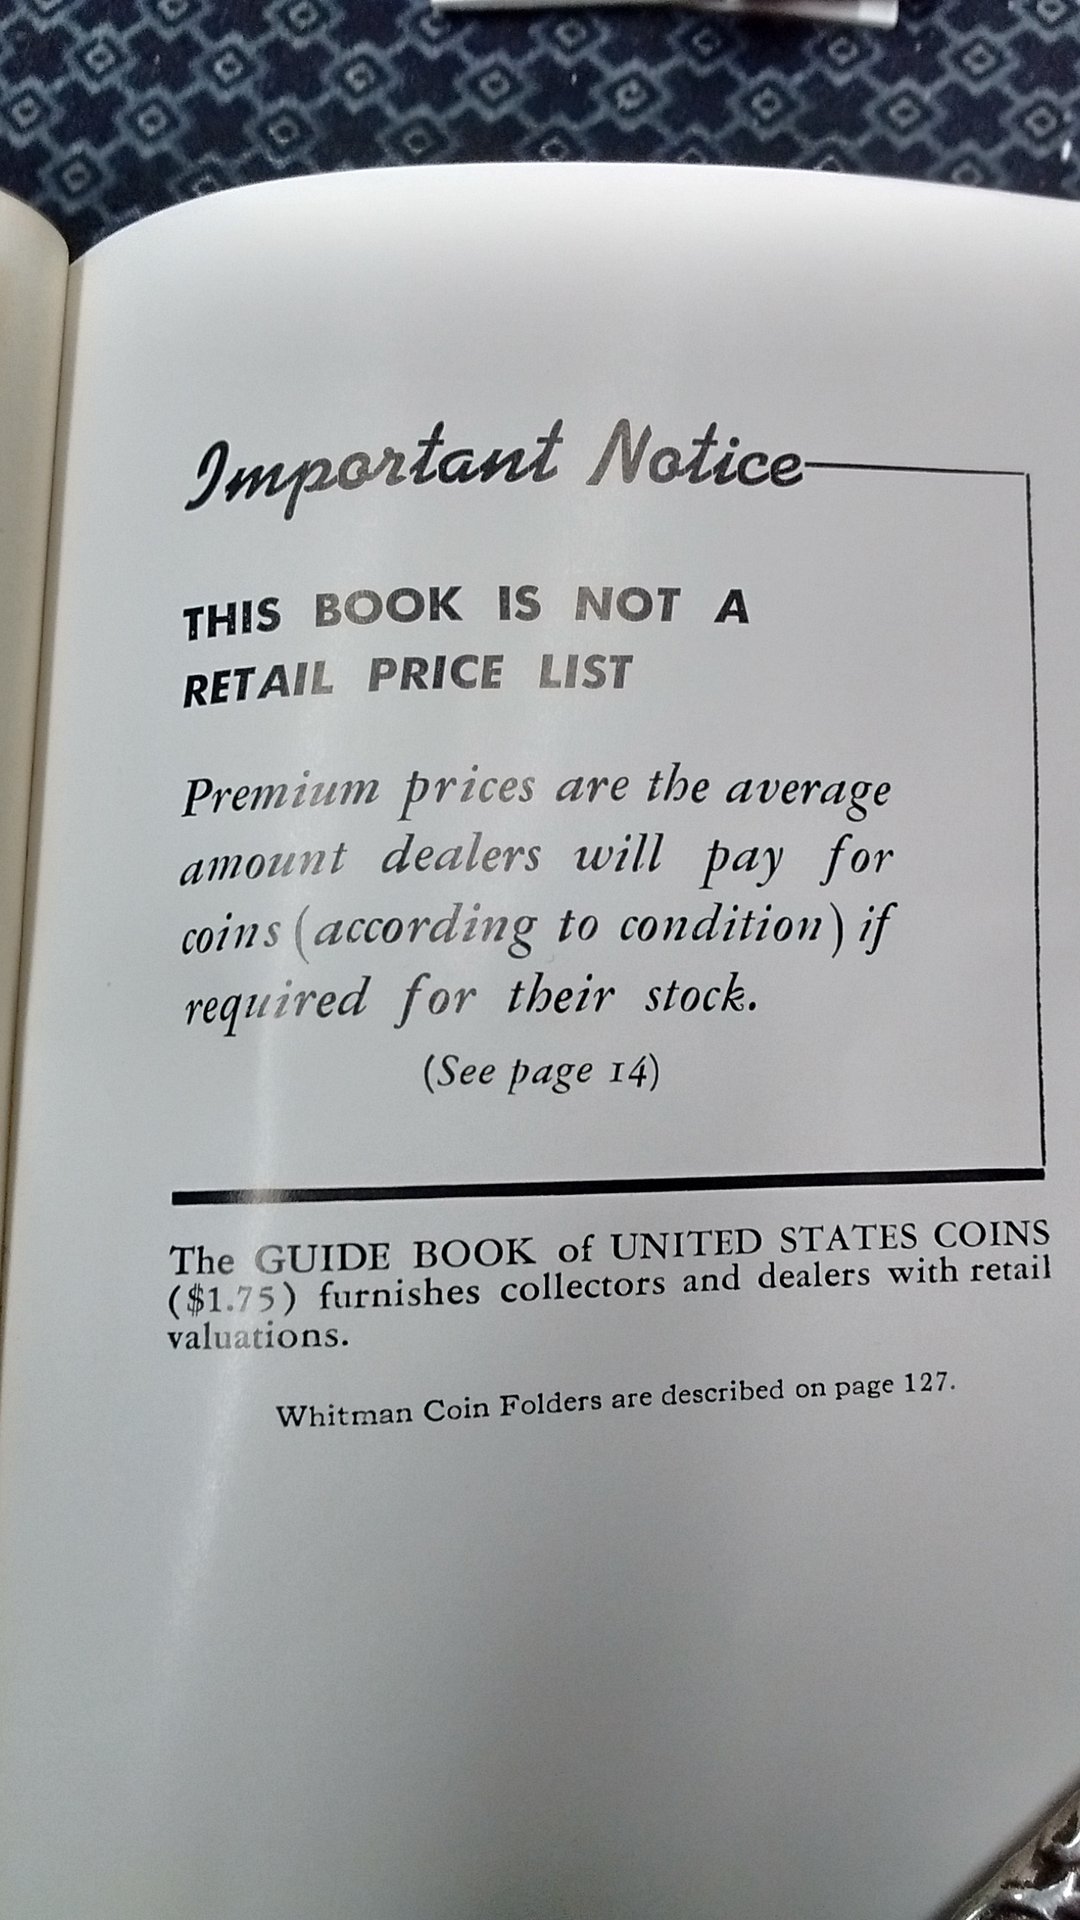 Important Notice
THIS BOOK IS NOT A
RETAIL PRICE LIST
Premium prices are the average
amount dealers will pay for
coins (according to condition) if
required for their stock.
(See page 14)
The GUIDE BOOK of UNITED STATES COINS
($1.75) furnishes collectors and dealers with retail
valuations.
Whitman Coin Folders are described on page 127.